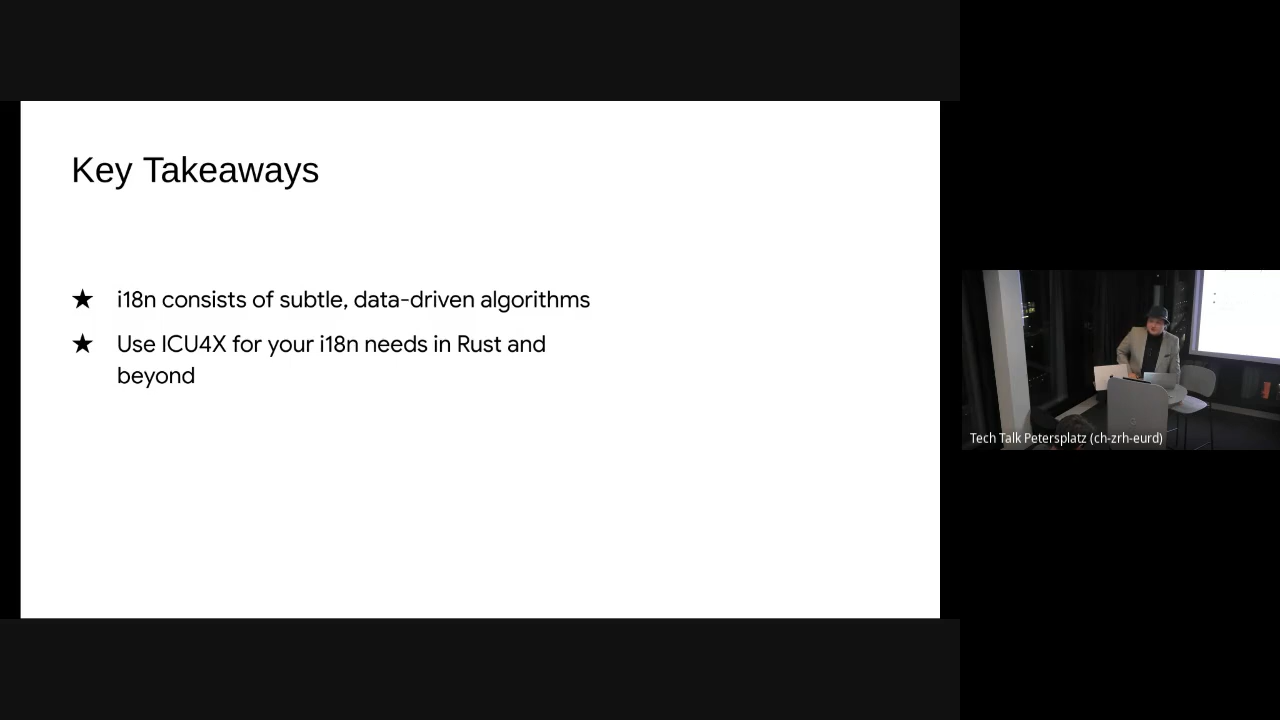 Key Takeaways
★ i18n consists of subtle, data-driven algorithms
★ Use ICU4X for your i18n needs in Rust and
beyond
Tech Talk Petersplatz (ch-zrh-eurd)